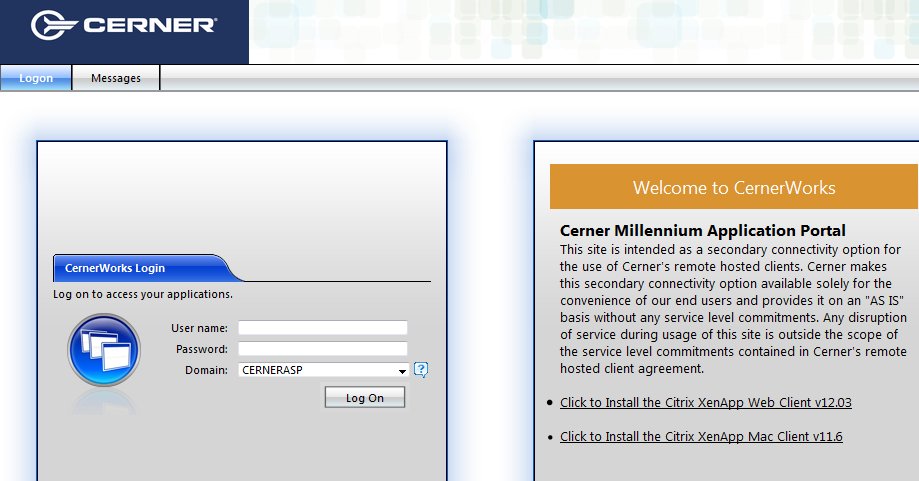 CERNER
Logon
Messages
CernerWorks Login
Log on to access your applications.
User name:
Password:
Domain:
CERNERASP
?
Log On
Welcome to CernerWorks
Cerner Millennium Application Portal
This site is intended as a secondary connectivity option for
the use of Cerner's remote hosted clients. Cerner makes
this secondary connectivity option available solely for the
convenience of our end users and provides it on an "AS IS"
basis without any service level commitments. Any disruption
of service during usage of this site is outside the scope of
the service level commitments contained in Cerner's remote
hosted client agreement.
Click to Install the Citrix XenApp Web Client v12.03
Click to Install the Citrix XenApp Mac Client v11.6